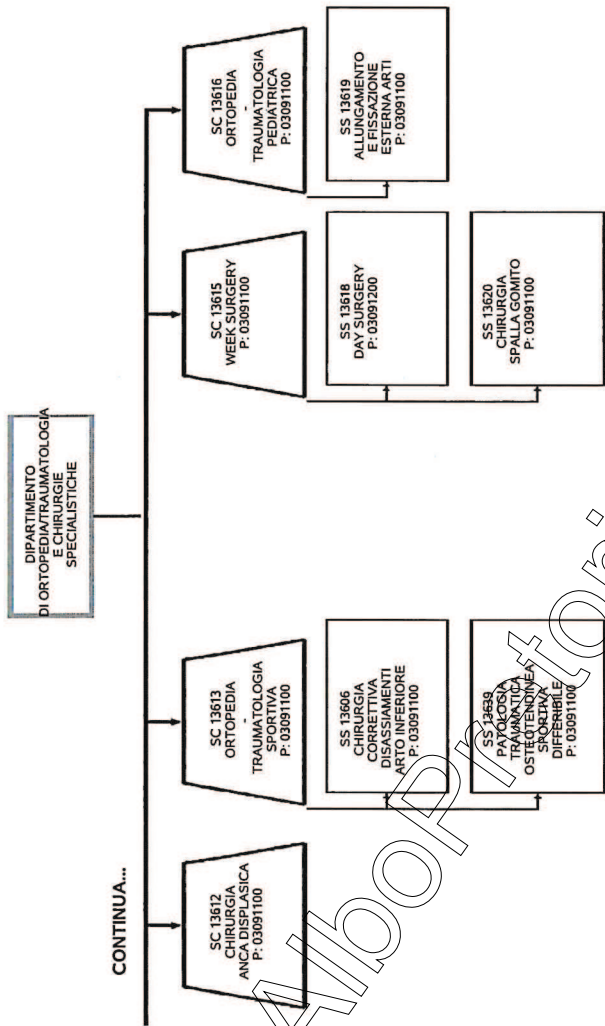 DIPARTIMENTO
DI ORTOPEDIA/TRAUMATOLOGIA
E CHIRURGIE
SPECIALISTICHE
CONTINUA...
SC 13612
CHIRURGIA
ANCA DISPLASICA
P: 03091100
SC 13613
ORTOPEDIA
-
TRAUMATOLOGIA
SPORTIVA
P: 03091100
SS 13606
CHIRURGIA
CORRETTIVA
DISASSIAMENTI
ARTO INFERIORE
P: 03091100
SS 13639
PATOLOGIA
TRAUMATICA
OSTEOTENDINEA
SPORTIVA
DIFFERIBILE
P: 03091100
SC 13615
WEEK SURGERY
P: 03091100
SS 13618
DAY SURGERY
P: 03091200
SS 13620
CHIRURGIA
SPALLA GOMITO
P: 03091100
SC 13616
ORTOPEDIA
-
TRAUMATOLOGIA
PEDIATRICA
P: 03091100
SS 13619
ALLUNGAMENTO
E FISSAZIONE
ESTERNA ARTI
P: 03091100